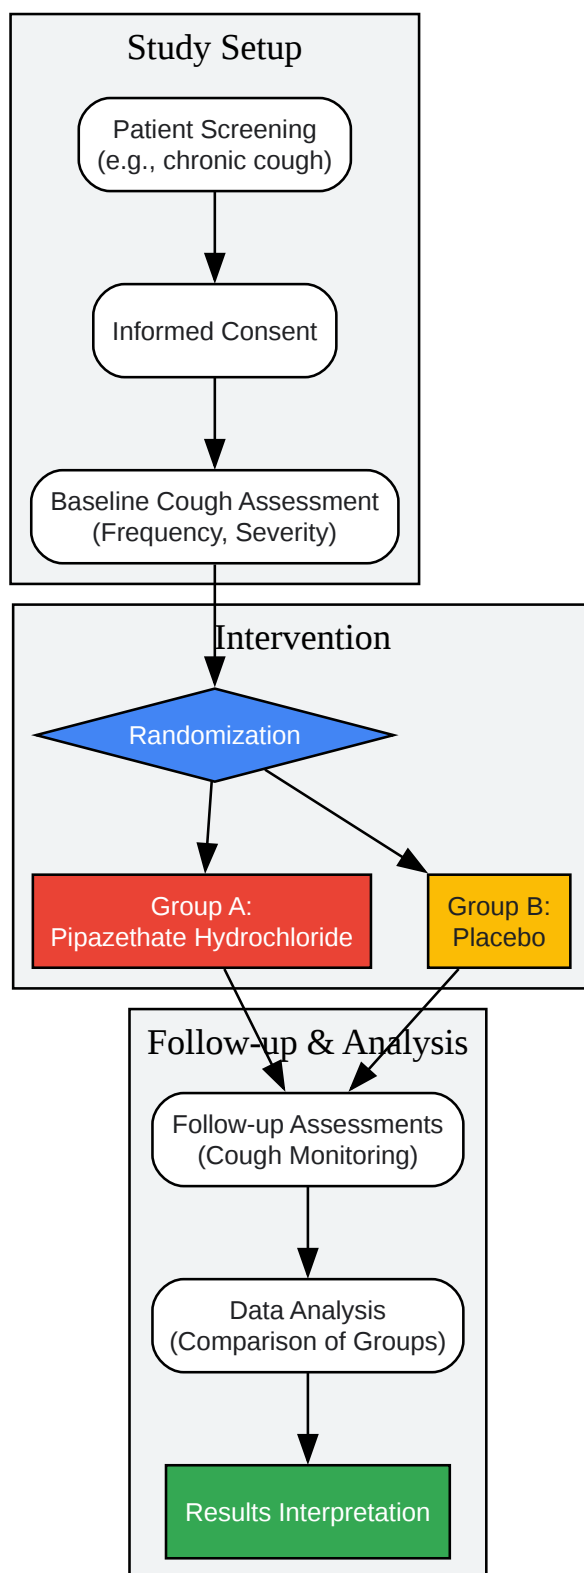 Study Setup
Patient Screening
(e.g., chronic cough)
Informed Consent
Baseline Cough Assessment
(Frequency, Severity)
Intervention
Randomization
Group A:
Pipazethate Hydrochloride
Group B:
Placebo
Follow-up & Analysis
Follow-up Assessments
(Cough Monitoring)
Data Analysis
(Comparison of Groups)
Results Interpretation